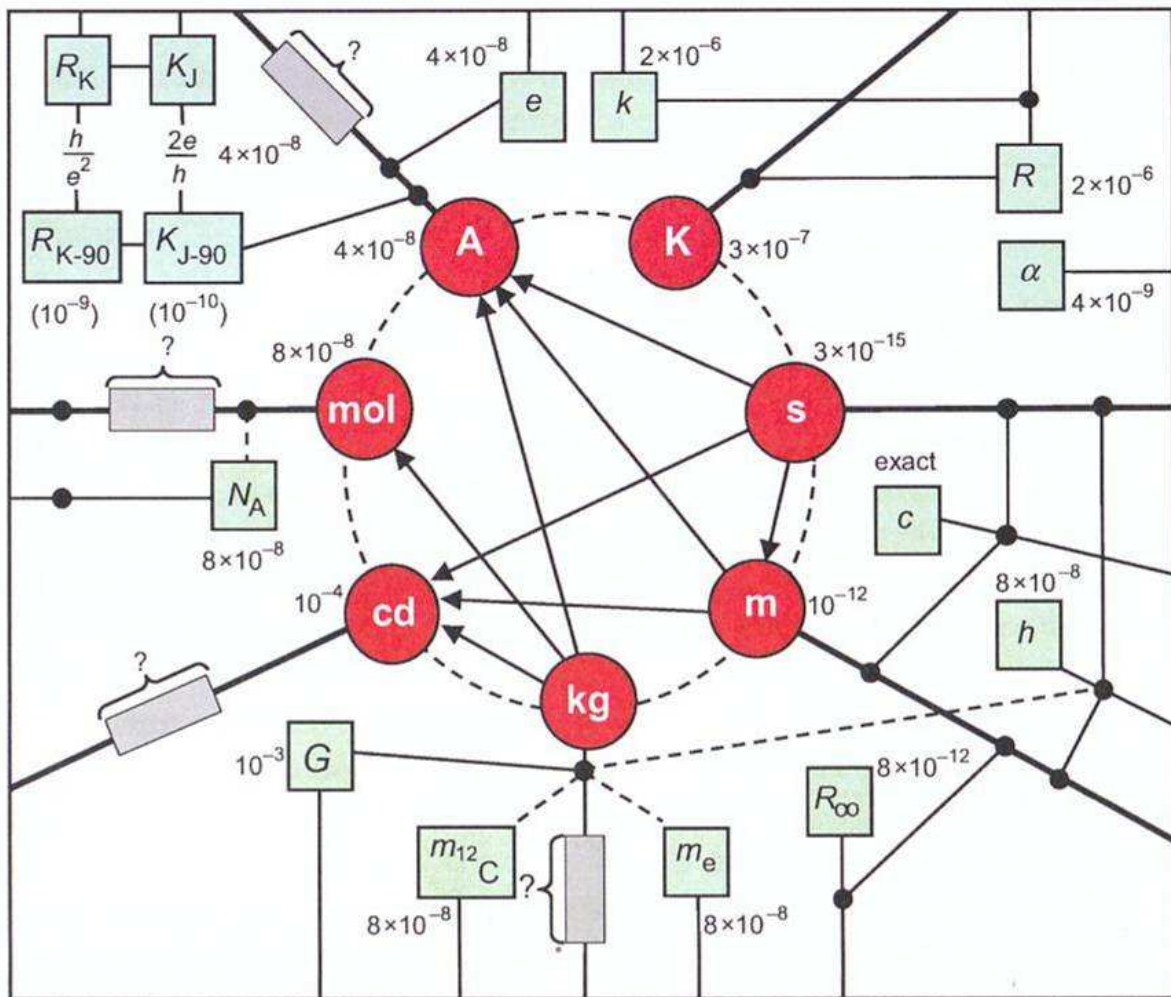 R_K
K_J
?
4×10⁻⁸
e
k
2×10⁻⁶
h/e²
2e/h
4×10⁻⁸
R
2×10⁻⁶
R_K-90
K_J-90
4×10⁻⁸
A
K
3×10⁻⁷
α
4×10⁻⁹
(10⁻⁹)
(10⁻¹⁰)
?
8×10⁻⁸
3×10⁻¹⁵
mol
s
exact
N_A
c
8×10⁻⁸
10⁻⁴
cd
m
10⁻¹²
8×10⁻⁸
h
?
kg
10⁻³
G
8×10⁻¹²
R_∞
m_¹²C
?
m_e
8×10⁻⁸
8×10⁻⁸